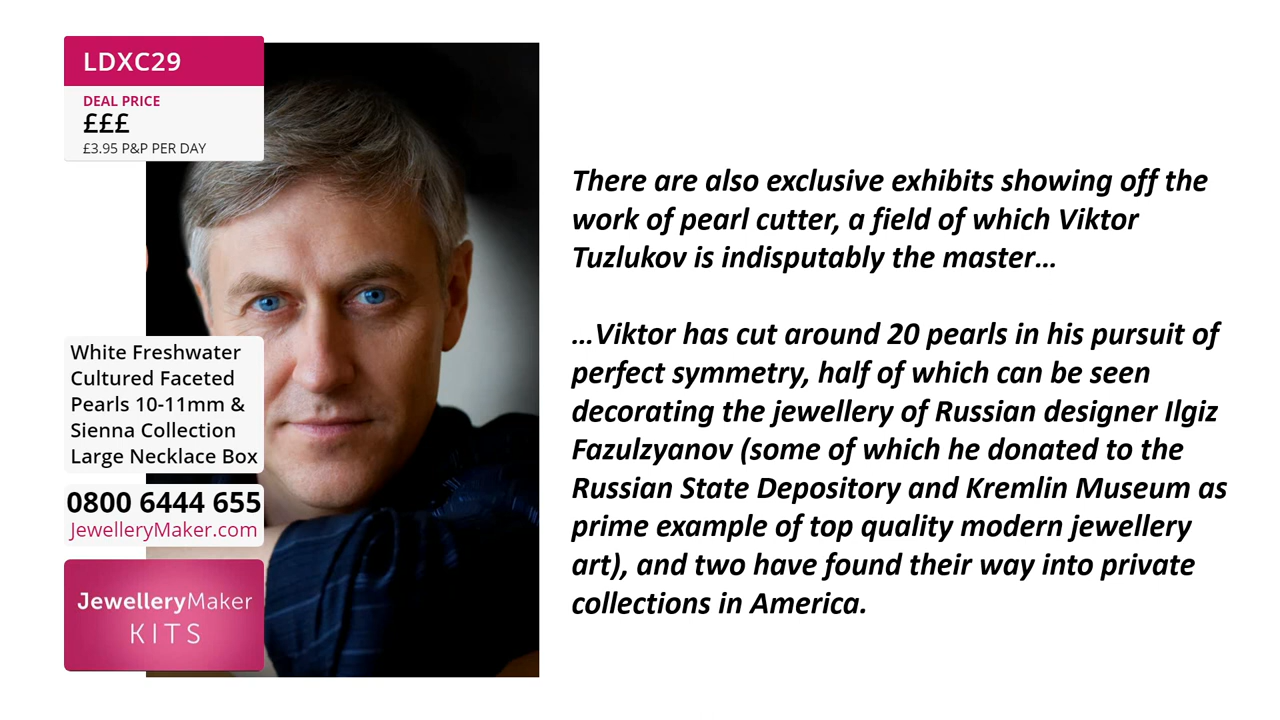 LDXC29
DEAL PRICE
£££
£3.95 P&P PER DAY
White Freshwater
Cultured Faceted
Pearls 10-11mm &
Sienna Collection
Large Necklace Box
0800 6444 655
JewelleryMaker.com
JewelleryMaker
KITS
There are also exclusive exhibits showing off the
work of pearl cutter, a field of which Viktor
Tuzlukov is indisputably the master…
…Viktor has cut around 20 pearls in his pursuit of
perfect symmetry, half of which can be seen
decorating the jewellery of Russian designer Ilgiz
Fazulzyanov (some of which he donated to the
Russian State Depository and Kremlin Museum as
prime example of top quality modern jewellery
art), and two have found their way into private
collections in America.